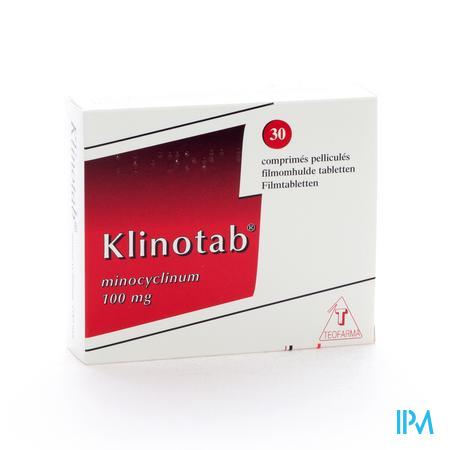 30
comprimés pelliculés
filmomhulde tabletten
Filmtabletten
Klinotab®
minocyclinum
100 mg
T
TEOFARMA
IPM